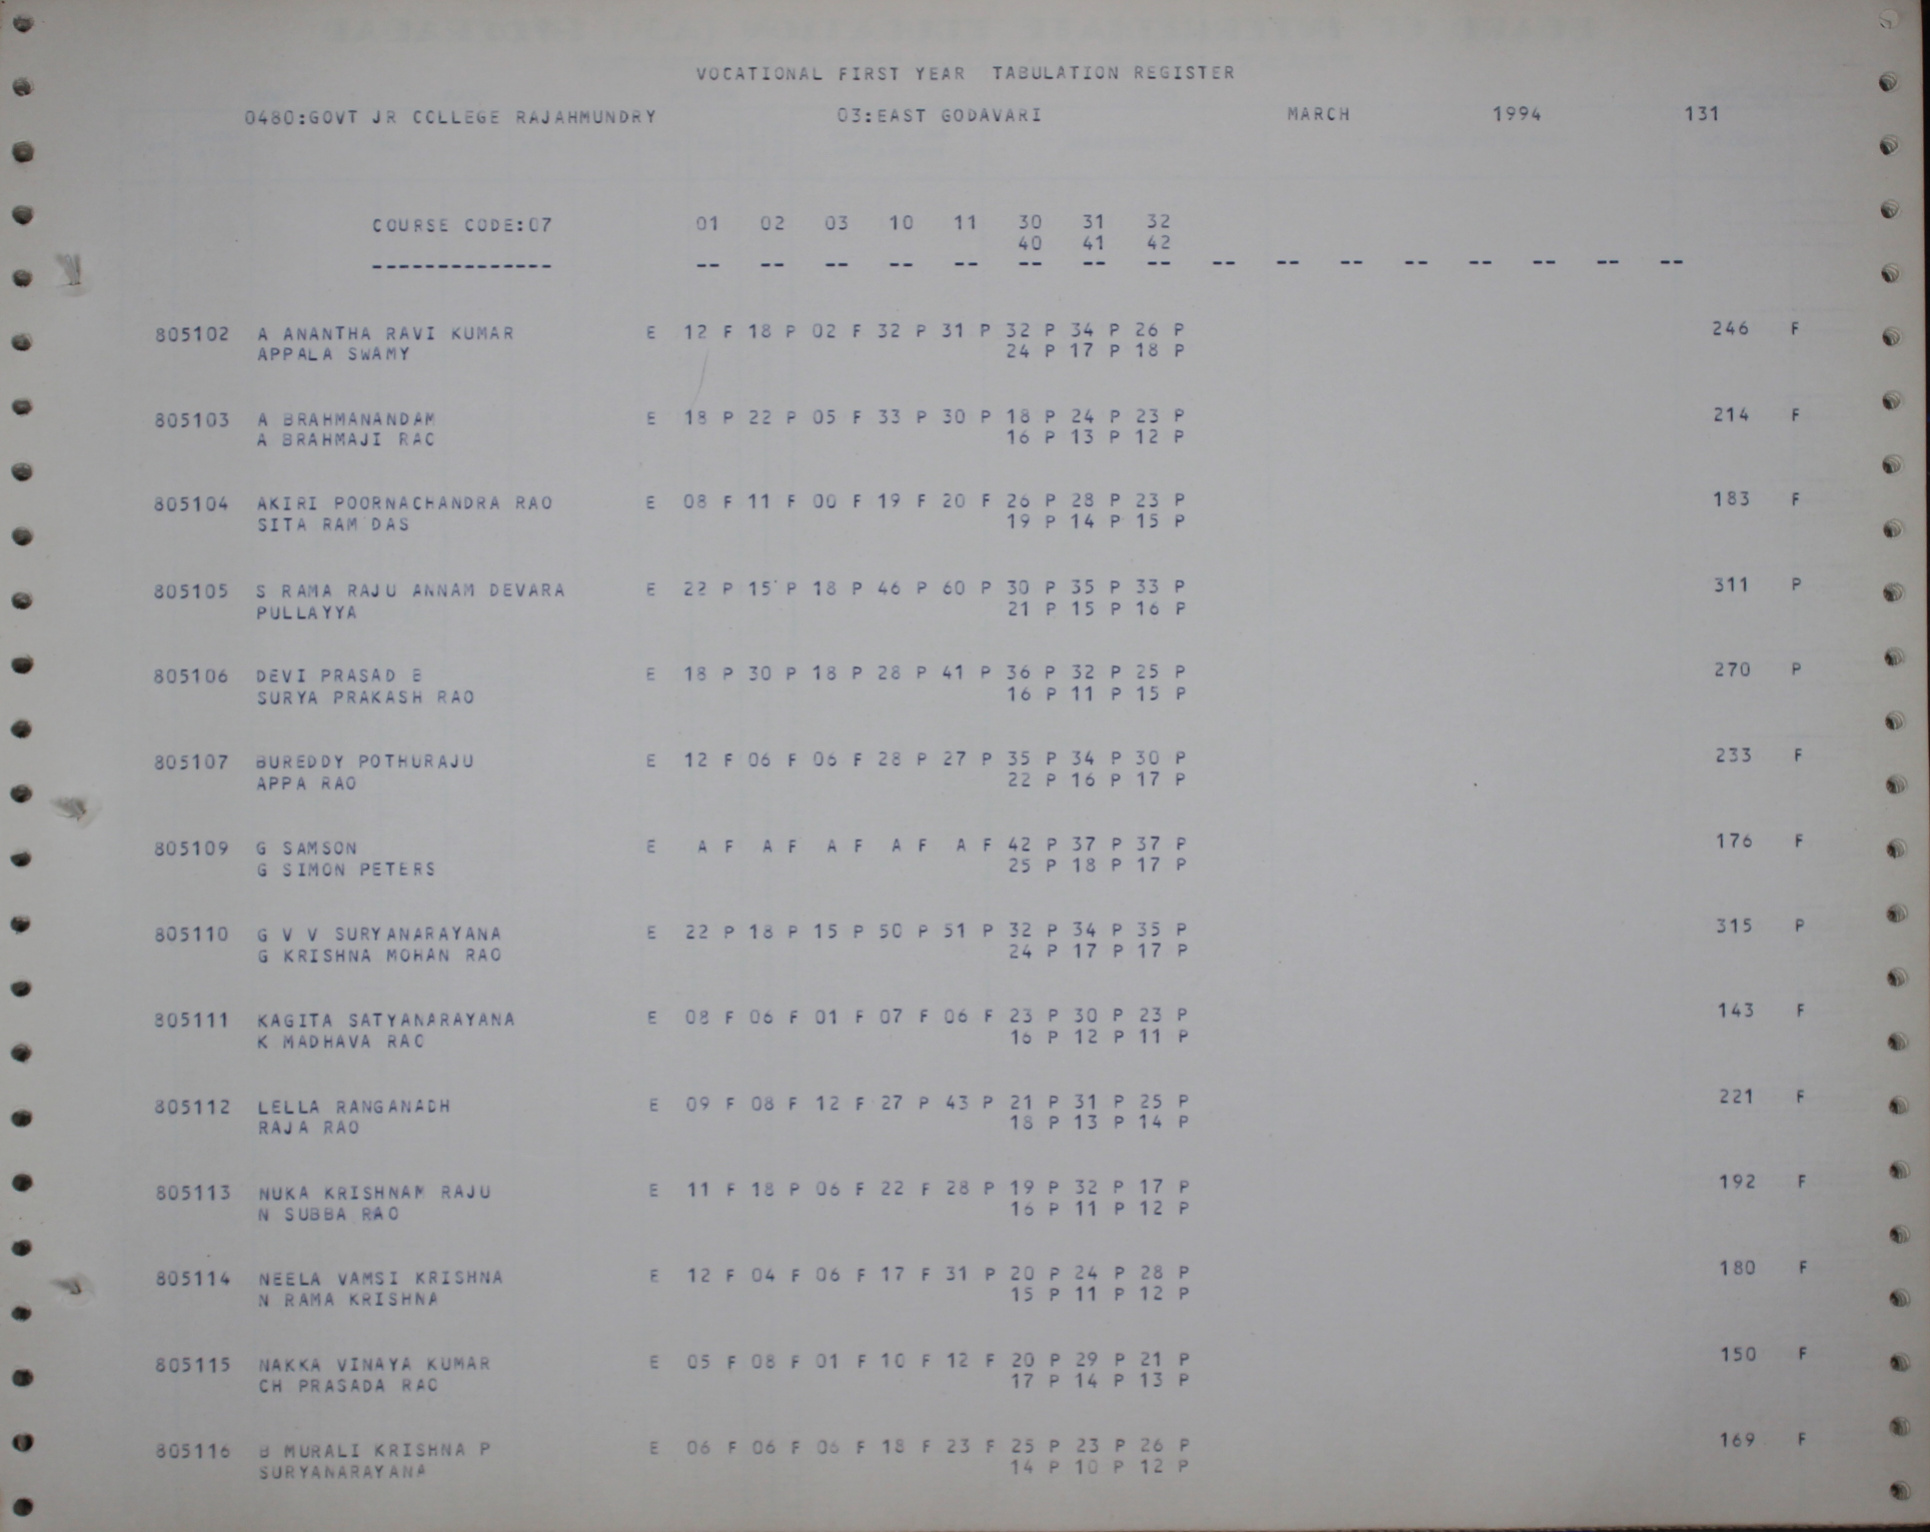 VOCATIONAL FIRST YEAR TABULATION REGISTER
0480:GOVT JR COLLEGE RAJAHMUNDRY 03:EAST GODAVARI MARCH 1994 131
COURSE CODE:07 01 02 03 10 11 30 31 32
40 41 42
-------------- -- -- -- -- -- -- -- -- -- -- -- -- -- -- -- --
805102 A ANANTHA RAVI KUMAR E 12 F 18 P 02 F 32 P 31 P 32 P 34 P 26 P 246 F
APPALA SWAMY 24 P 17 P 18 P
805103 A BRAHMANANDAM E 18 P 22 P 05 F 33 P 30 P 18 P 24 P 23 P 214 F
A BRAHMAJI RAO 16 P 13 P 12 P
805104 AKIRI POORNACHANDRA RAO E 08 F 11 F 00 F 19 F 20 F 26 P 28 P 23 P 183 F
SITA RAM DAS 19 P 14 P 15 P
805105 S RAMA RAJU ANNAM DEVARA E 22 P 15 P 18 P 46 P 60 P 30 P 35 P 33 P 311 P
PULLAYYA 21 P 15 P 16 P
805106 DEVI PRASAD B E 18 P 30 P 18 P 28 P 41 P 36 P 32 P 25 P 270 P
SURYA PRAKASH RAO 16 P 11 P 15 P
805107 BUREDDY POTHURAJU E 12 F 06 F 06 F 28 P 27 P 35 P 34 P 30 P 233 F
APPA RAO 22 P 16 P 17 P
805109 G SAMSON E A F A F A F A F A F 42 P 37 P 37 P 176 F
G SIMON PETERS 25 P 18 P 17 P
805110 G V V SURYANARAYANA E 22 P 18 P 15 P 50 P 51 P 32 P 34 P 35 P 315 P
G KRISHNA MOHAN RAO 24 P 17 P 17 P
805111 KAGITA SATYANARAYANA E 08 F 06 F 01 F 07 F 06 F 23 P 30 P 23 P 143 F
K MADHAVA RAO 16 P 12 P 11 P
805112 LELLA RANGANADH E 09 F 08 F 12 F 27 P 43 P 21 P 31 P 25 P 221 F
RAJA RAO 18 P 13 P 14 P
805113 NUKA KRISHNAM RAJU E 11 F 18 P 06 F 22 F 28 P 19 P 32 P 17 P 192 F
N SUBBA RAO 16 P 11 P 12 P
805114 NEELA VAMSI KRISHNA E 12 F 04 F 06 F 17 F 31 P 20 P 24 P 28 P 180 F
N RAMA KRISHNA 15 P 11 P 12 P
805115 NAKKA VINAYA KUMAR E 05 F 08 F 01 F 10 F 12 F 20 P 29 P 21 P 150 F
CH PRASADA RAO 17 P 14 P 13 P
805116 B MURALI KRISHNA P E 06 F 06 F 06 F 18 F 23 F 25 P 23 P 26 P 169 F
SURYANARAYANA 14 P 10 P 12 P